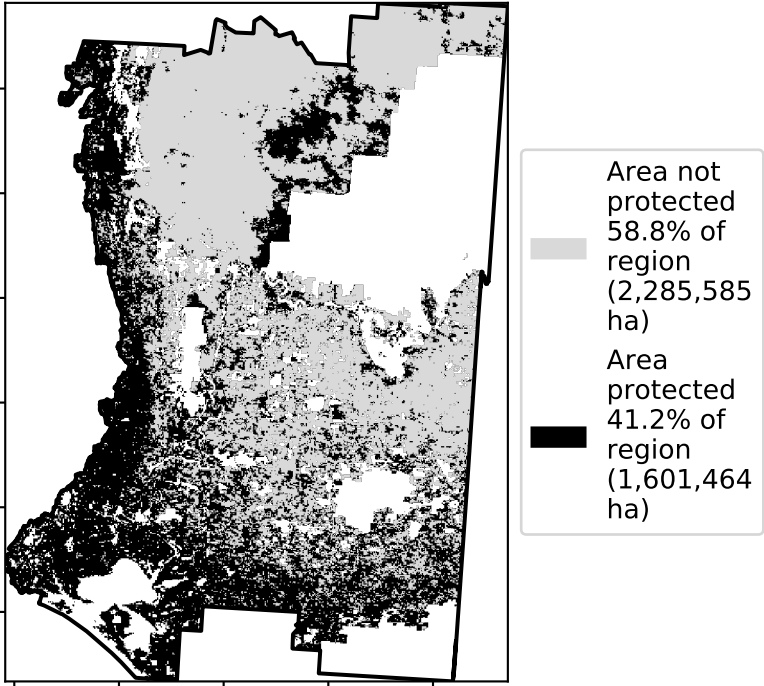 Area not
protected
58.8% of
region
(2,285,585
ha)
Area
protected
41.2% of
region
(1,601,464
ha)